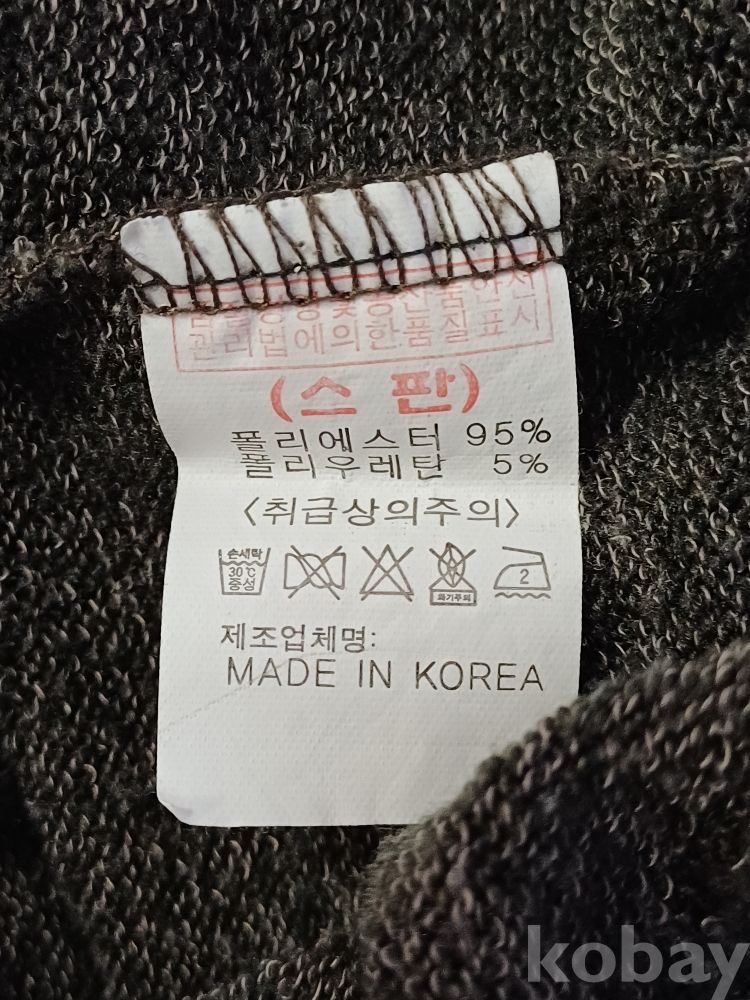 관리법에의한품질표시
(스 판)
폴리에스터 95%
폴리우레탄 5%
<취급상의주의>
손세탁
30℃
중성
화기주의
2
제조업체명:
MADE IN KOREA
kobay